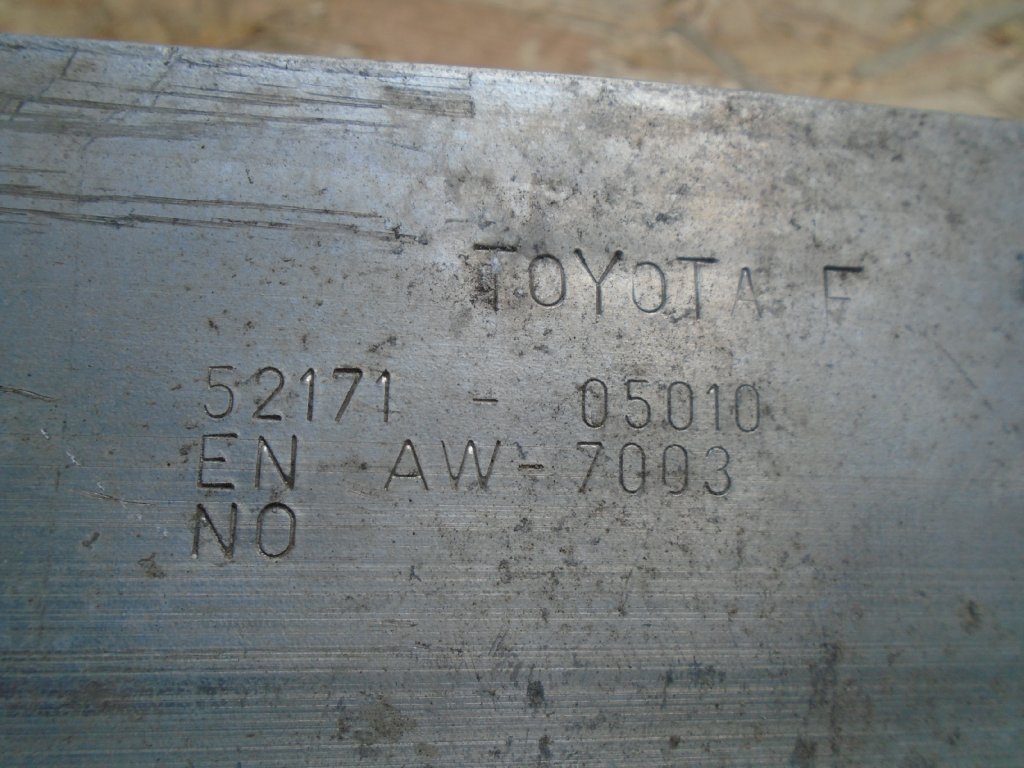 TOYOTA F
52171 - 05010
EN AW-7003
NO